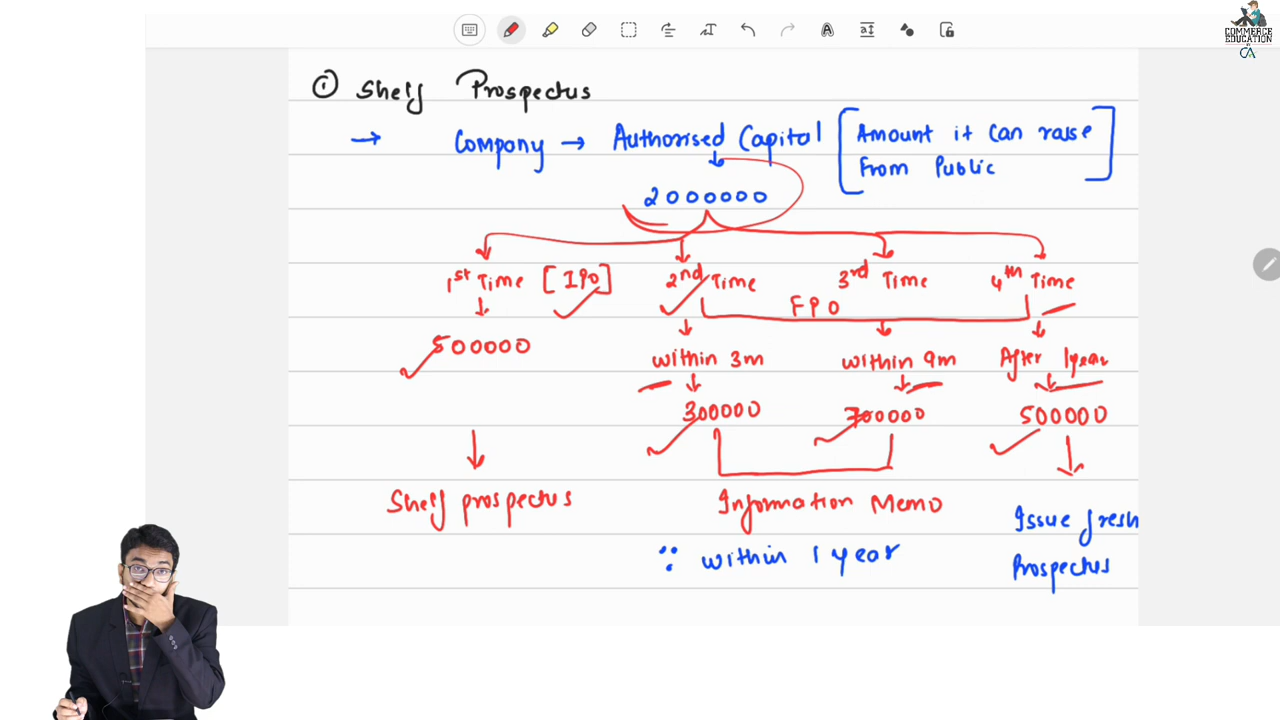 COMMERCE
EDUCATION
BY
CA
① Shelf Prospectus
→ Company → Authorised Capital [Amount it can raise
From Public]
2000000
1st Time [IPO] 2nd Time 3rd Time 4th Time
FPO
500000 within 3m within 9m After 1year
300000 700000 500000
Shelf prospectus Information Memo Issue fresh
Prospectus
∵ within 1 year